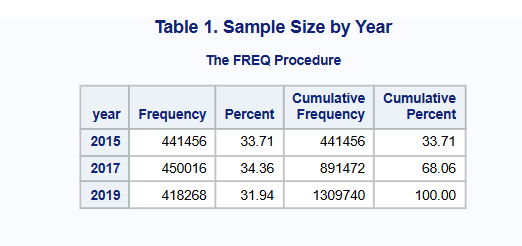 Table 1. Sample Size by Year
The FREQ Procedure
year Frequency Percent Cumulative Frequency Cumulative Percent
2015 441456 33.71 441456 33.71
2017 450016 34.36 891472 68.06
2019 418268 31.94 1309740 100.00